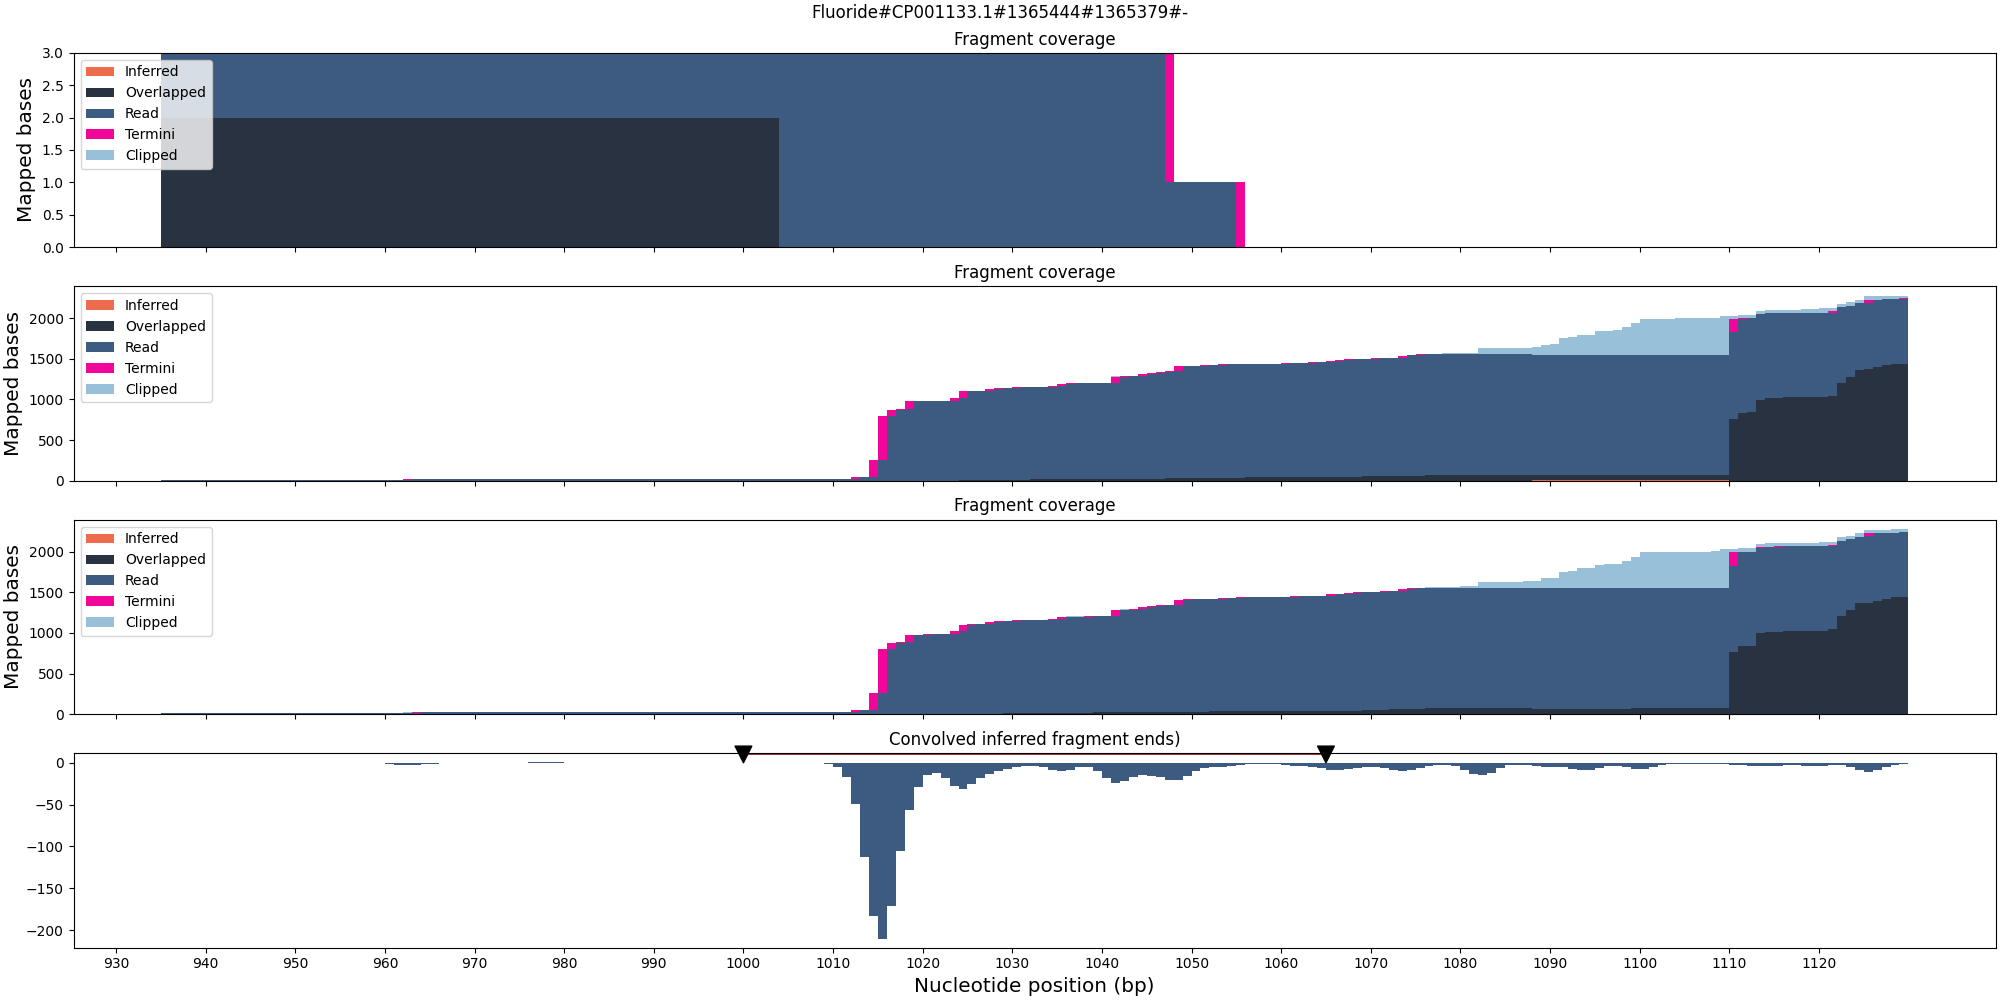 Fluoride#CP001133.1#1365444#1365379#-
Fragment coverage
Mapped bases
3.0
2.5
2.0
1.5
1.0
0.5
0.0
Inferred
Overlapped
Read
Termini
Clipped
Fragment coverage
Mapped bases
2000
1500
1000
500
0
Inferred
Overlapped
Read
Termini
Clipped
Fragment coverage
Mapped bases
2000
1500
1000
500
0
Inferred
Overlapped
Read
Termini
Clipped
Convolved inferred fragment ends)
0
−50
−100
−150
−200
930 940 950 960 970 980 990 1000 1010 1020 1030 1040 1050 1060 1070 1080 1090 1100 1110 1120
Nucleotide position (bp)